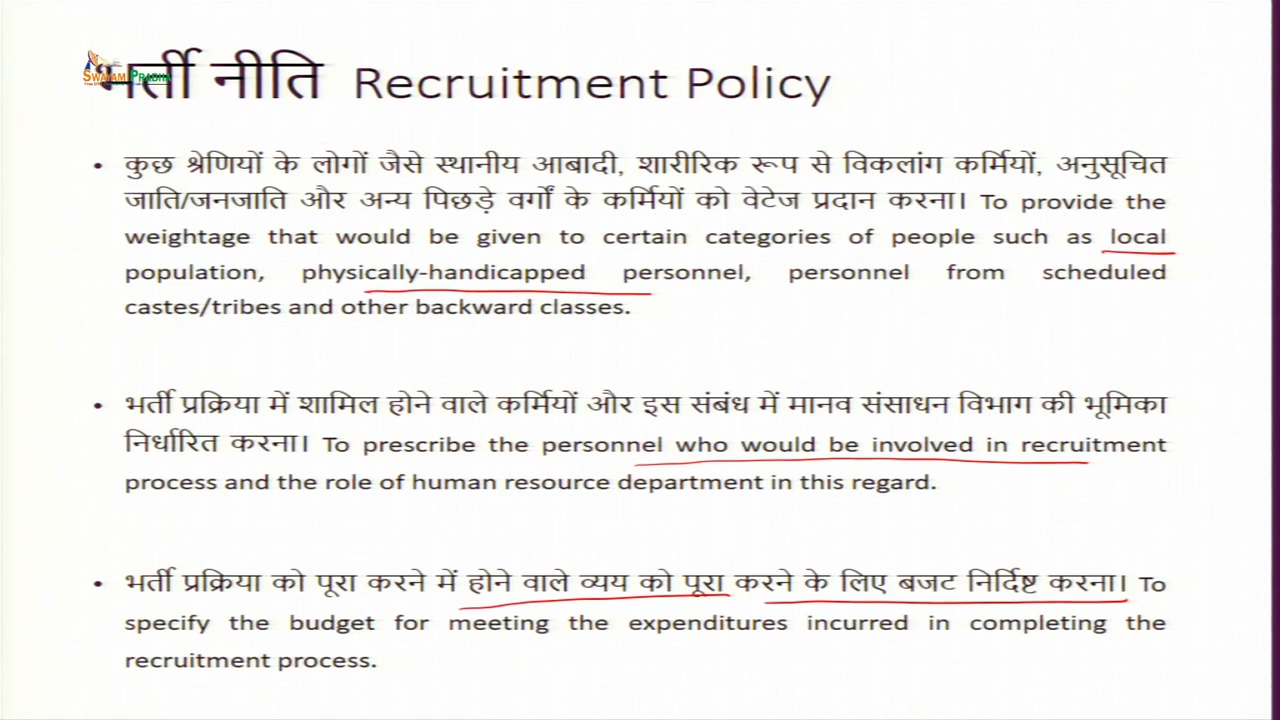 भर्ती नीति Recruitment Policy
SWAYAM PRABHA
• कुछ श्रेणियों के लोगों जैसे स्थानीय आबादी, शारीरिक रूप से विकलांग कर्मियों, अनुसूचित
जाति/जनजाति और अन्य पिछड़े वर्गों के कर्मियों को वेटेज प्रदान करना। To provide the
weightage that would be given to certain categories of people such as local
population, physically-handicapped personnel, personnel from scheduled
castes/tribes and other backward classes.
• भर्ती प्रक्रिया में शामिल होने वाले कर्मियों और इस संबंध में मानव संसाधन विभाग की भूमिका
निर्धारित करना। To prescribe the personnel who would be involved in recruitment
process and the role of human resource department in this regard.
• भर्ती प्रक्रिया को पूरा करने में होने वाले व्यय को पूरा करने के लिए बजट निर्दिष्ट करना। To
specify the budget for meeting the expenditures incurred in completing the
recruitment process.